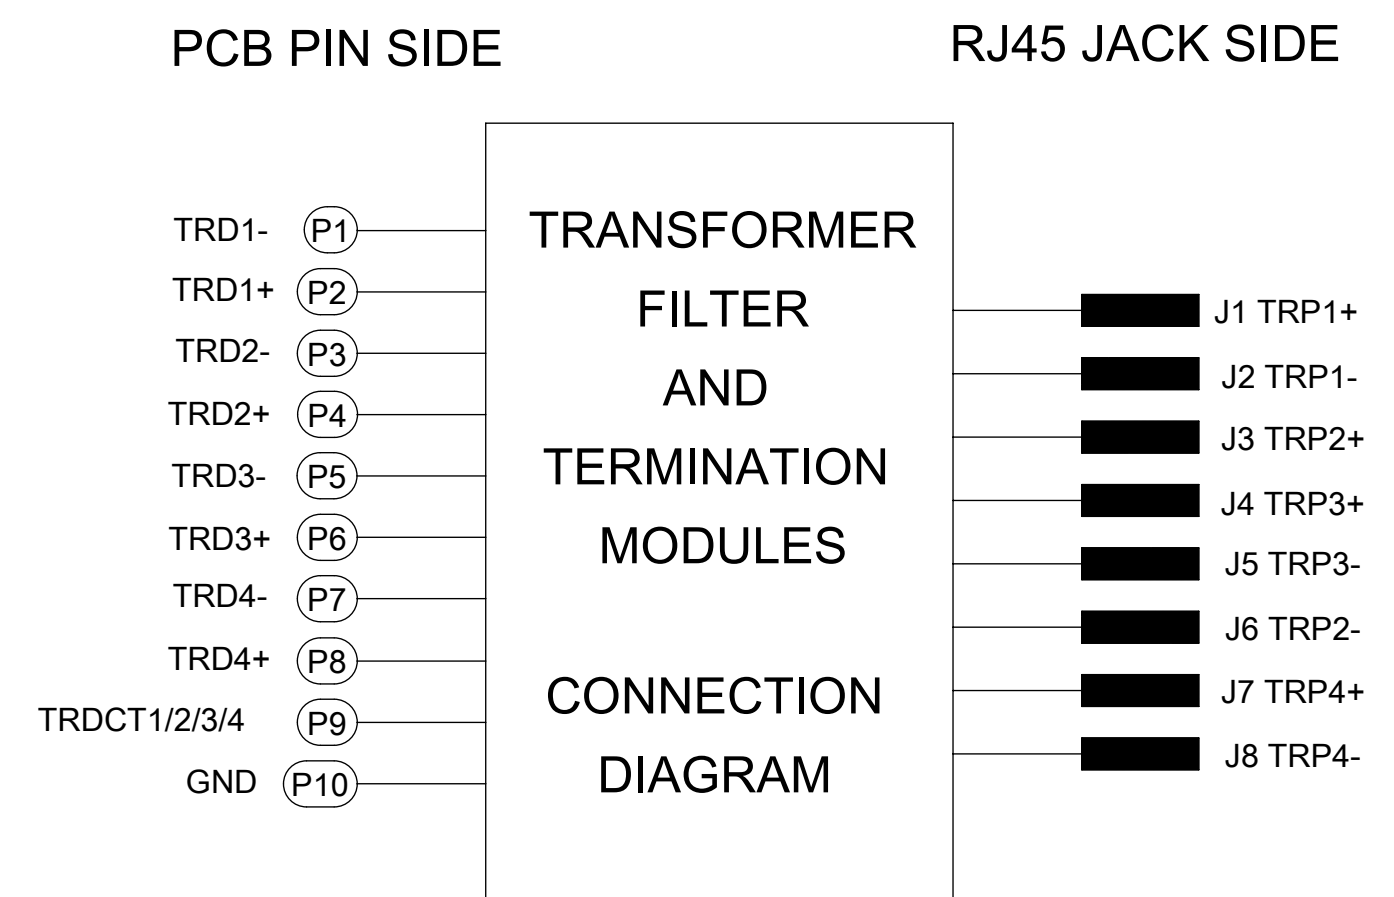 PCB PIN SIDE
RJ45 JACK SIDE
TRD1- P1
TRD1+ P2
TRD2- P3
TRD2+ P4
TRD3- P5
TRD3+ P6
TRD4- P7
TRD4+ P8
TRDCT1/2/3/4 P9
GND P10
TRANSFORMER
FILTER
AND
TERMINATION
MODULES
CONNECTION
DIAGRAM
J1 TRP1+
J2 TRP1-
J3 TRP2+
J4 TRP3+
J5 TRP3-
J6 TRP2-
J7 TRP4+
J8 TRP4-